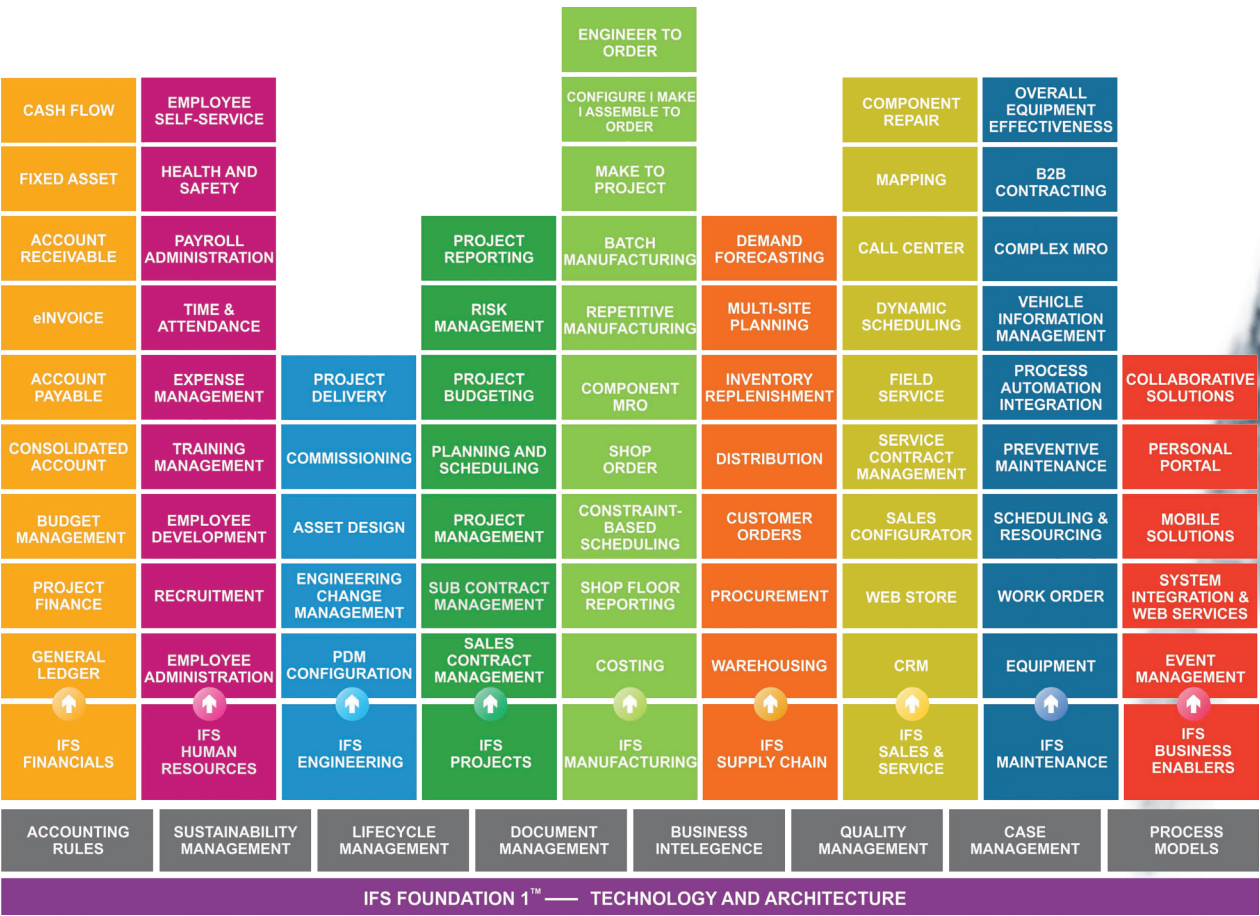 ENGINEER TO
ORDER
CASH FLOW
EMPLOYEE
SELF-SERVICE
CONFIGURE I MAKE
I ASSEMBLE TO
ORDER
COMPONENT
REPAIR
OVERALL
EQUIPMENT
EFFECTIVENESS
FIXED ASSET
HEALTH AND
SAFETY
MAKE TO
PROJECT
MAPPING
B2B
CONTRACTING
ACCOUNT
RECEIVABLE
PAYROLL
ADMINISTRATION
PROJECT
REPORTING
BATCH
MANUFACTURING
DEMAND
FORECASTING
CALL CENTER
COMPLEX MRO
eINVOICE
TIME &
ATTENDANCE
RISK
MANAGEMENT
REPETITIVE
MANUFACTURING
MULTI-SITE
PLANNING
DYNAMIC
SCHEDULING
VEHICLE
INFORMATION
MANAGEMENT
ACCOUNT
PAYABLE
EXPENSE
MANAGEMENT
PROJECT
DELIVERY
PROJECT
BUDGETING
COMPONENT
MRO
INVENTORY
REPLENISHMENT
FIELD
SERVICE
PROCESS
AUTOMATION
INTEGRATION
COLLABORATIVE
SOLUTIONS
CONSOLIDATED
ACCOUNT
TRAINING
MANAGEMENT
COMMISSIONING
PLANNING AND
SCHEDULING
SHOP
ORDER
DISTRIBUTION
SERVICE
CONTRACT
MANAGEMENT
PREVENTIVE
MAINTENANCE
PERSONAL
PORTAL
BUDGET
MANAGEMENT
EMPLOYEE
DEVELOPMENT
ASSET DESIGN
PROJECT
MANAGEMENT
CONSTRAINT-
BASED
SCHEDULING
CUSTOMER
ORDERS
SALES
CONFIGURATOR
SCHEDULING &
RESOURCING
MOBILE
SOLUTIONS
PROJECT
FINANCE
RECRUITMENT
ENGINEERING
CHANGE
MANAGEMENT
SUB CONTRACT
MANAGEMENT
SHOP FLOOR
REPORTING
PROCUREMENT
WEB STORE
WORK ORDER
SYSTEM
INTEGRATION &
WEB SERVICES
GENERAL
LEDGER
EMPLOYEE
ADMINISTRATION
PDM
CONFIGURATION
SALES
CONTRACT
MANAGEMENT
COSTING
WAREHOUSING
CRM
EQUIPMENT
EVENT
MANAGEMENT
IFS
FINANCIALS
IFS
HUMAN
RESOURCES
IFS
ENGINEERING
IFS
PROJECTS
IFS
MANUFACTURING
IFS
SUPPLY CHAIN
IFS
SALES &
SERVICE
IFS
MAINTENANCE
IFS
BUSINESS
ENABLERS
ACCOUNTING
RULES
SUSTAINABILITY
MANAGEMENT
LIFECYCLE
MANAGEMENT
DOCUMENT
MANAGEMENT
BUSINESS
INTELEGENCE
QUALITY
MANAGEMENT
CASE
MANAGEMENT
PROCESS
MODELS
IFS FOUNDATION 1™ — TECHNOLOGY AND ARCHITECTURE